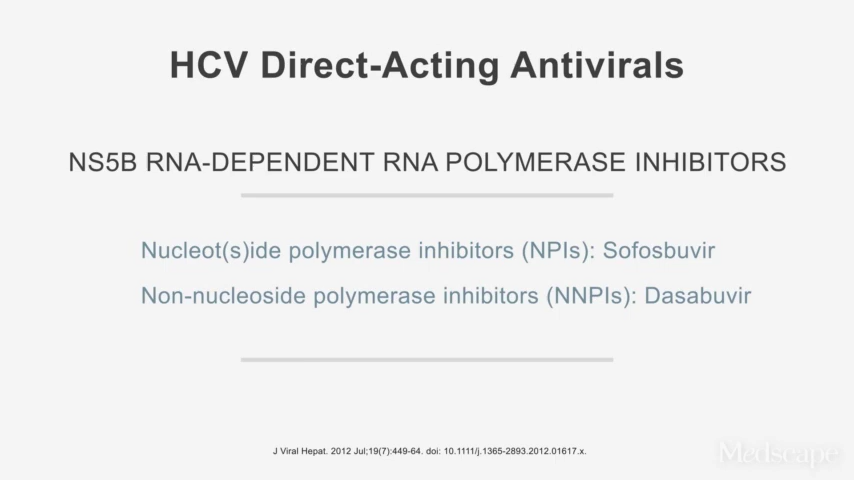 HCV Direct-Acting Antivirals
NS5B RNA-DEPENDENT RNA POLYMERASE INHIBITORS
Nucleot(s)ide polymerase inhibitors (NPIs): Sofosbuvir
Non-nucleoside polymerase inhibitors (NNPIs): Dasabuvir
J Viral Hepat. 2012 Jul;19(7):449-64. doi: 10.1111/j.1365-2893.2012.01617.x.
Medscape